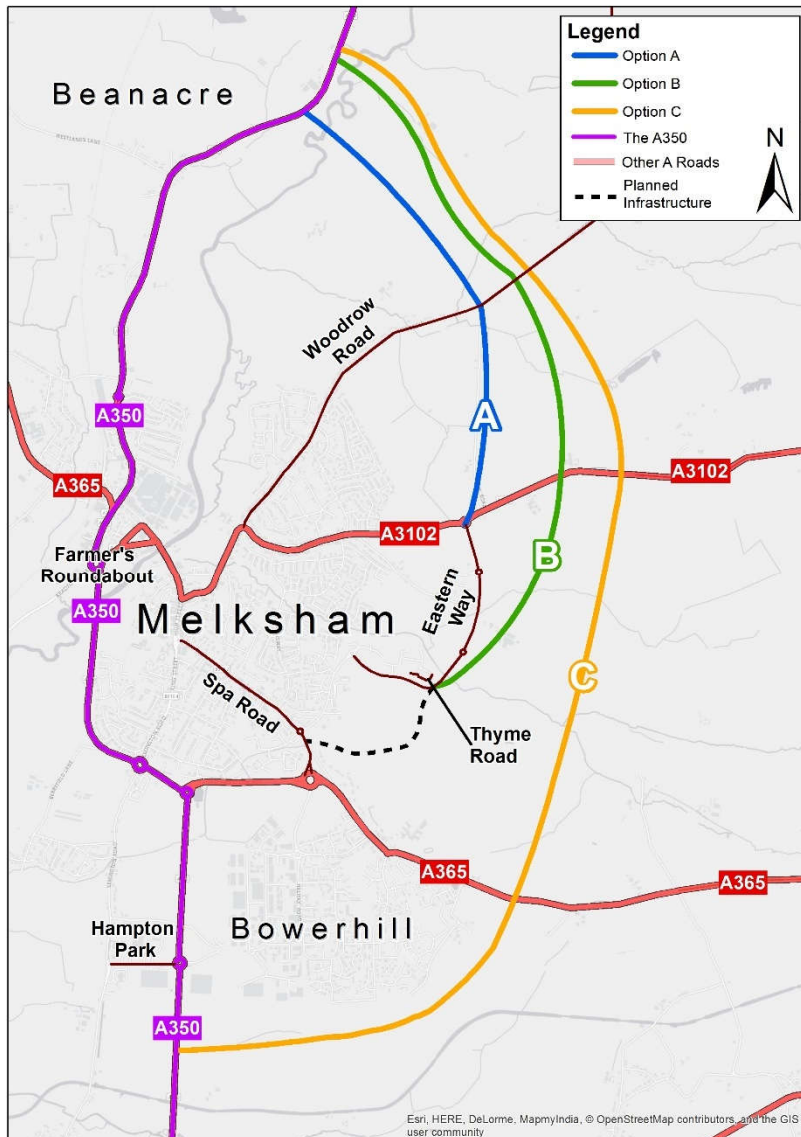 Legend
Option A
Option B
Option C
The A350
Other A Roads
Planned
Infrastructure
N
Beanacre
Woodrow
Road
A350
A
A365
A3102
A3102
Farmer's
Roundabout
A350
B
Eastern
Way
Melksham
C
Spa Road
Thyme
Road
A365
A365
Hampton
Park
Bowerhill
A350
Esri, HERE, DeLorme, MapmyIndia, © OpenStreetMap contributors, and the GIS
user community